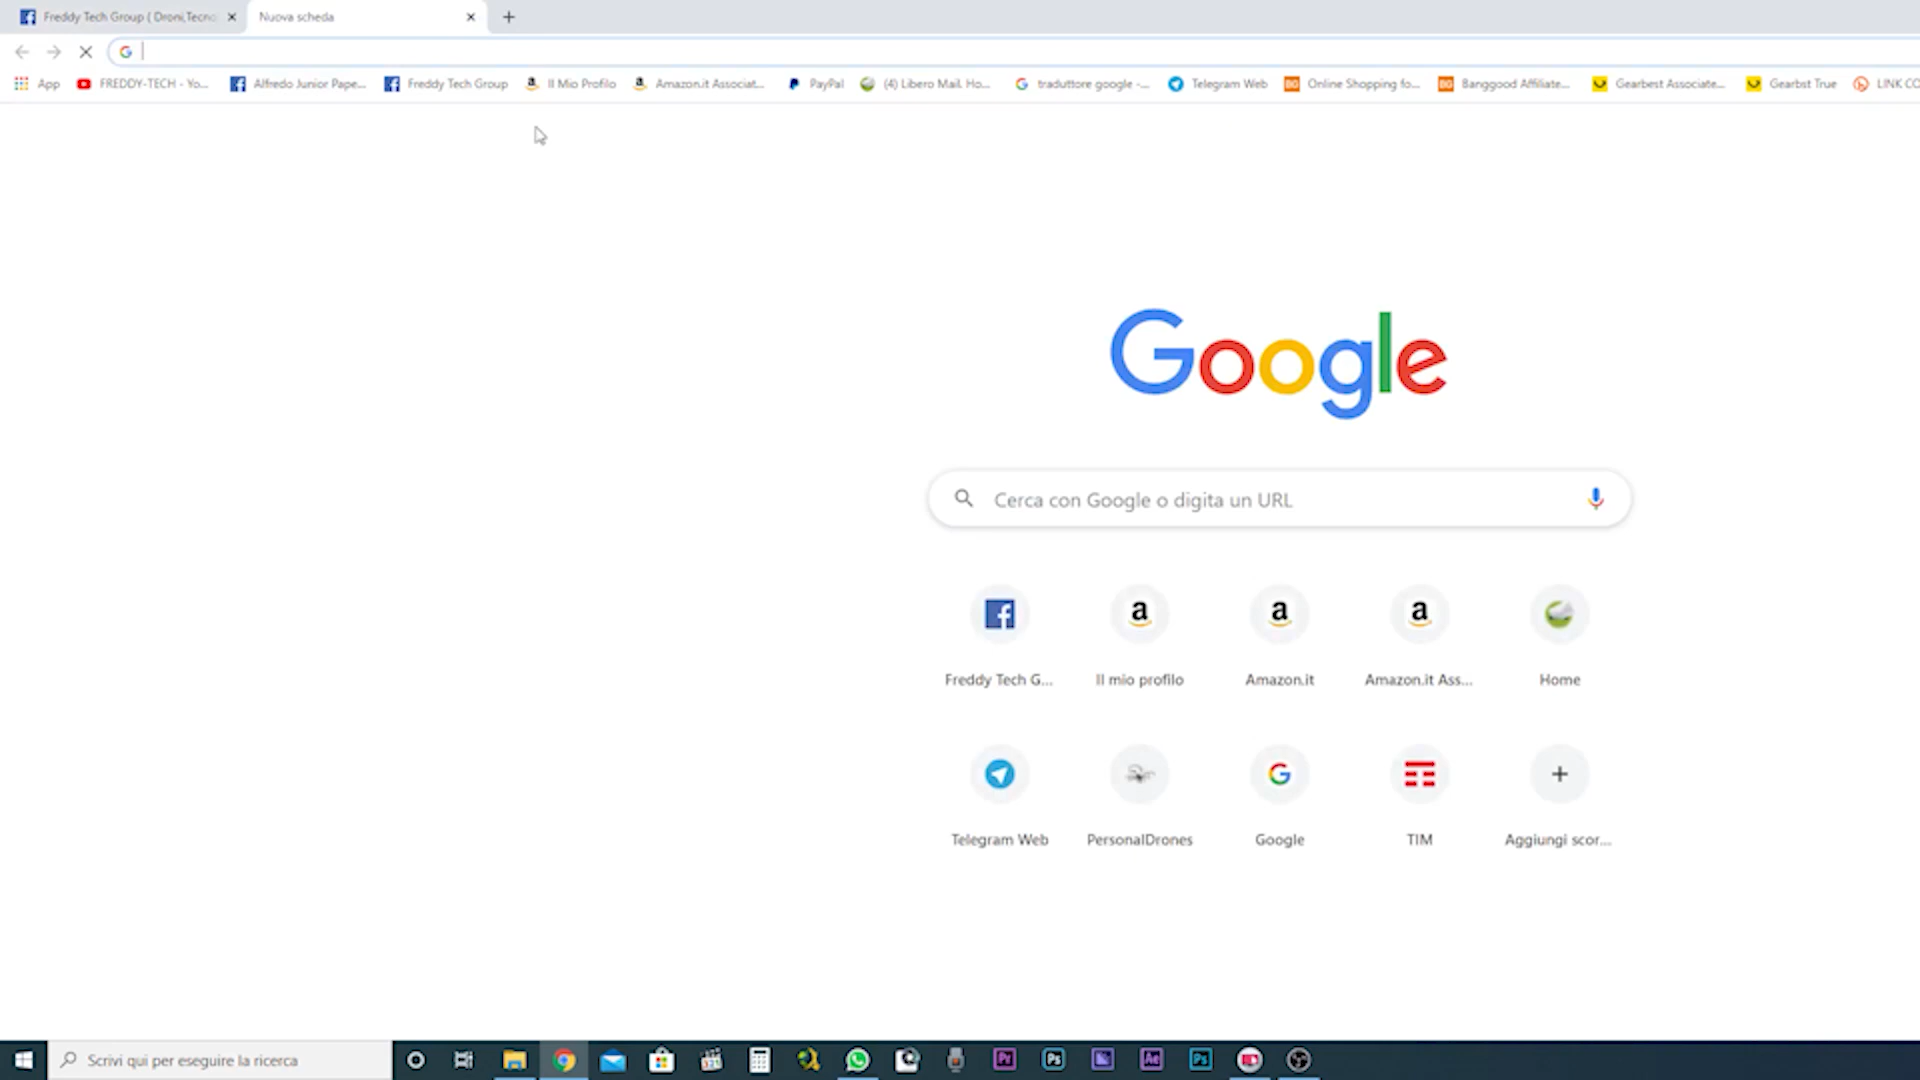 Freddy Tech Group ( Droni,Tecno
Nuova scheda
App
FREDDY-TECH - Yo...
Alfredo Junior Pape...
Freddy Tech Group
Il Mio Profilo
Amazon.it Associat...
PayPal
(4) Libero Mail. Ho...
traduttore google -...
Telegram Web
Online Shopping fo...
Banggood Affiliate...
Gearbest Associate...
Gearbst True
LINK CO
Google
Cerca con Google o digita un URL
Freddy Tech G...
Il mio profilo
Amazon.it
Amazon.it Ass...
Home
Telegram Web
PersonalDrones
Google
TIM
Aggiungi scor...
Scrivi qui per eseguire la ricerca